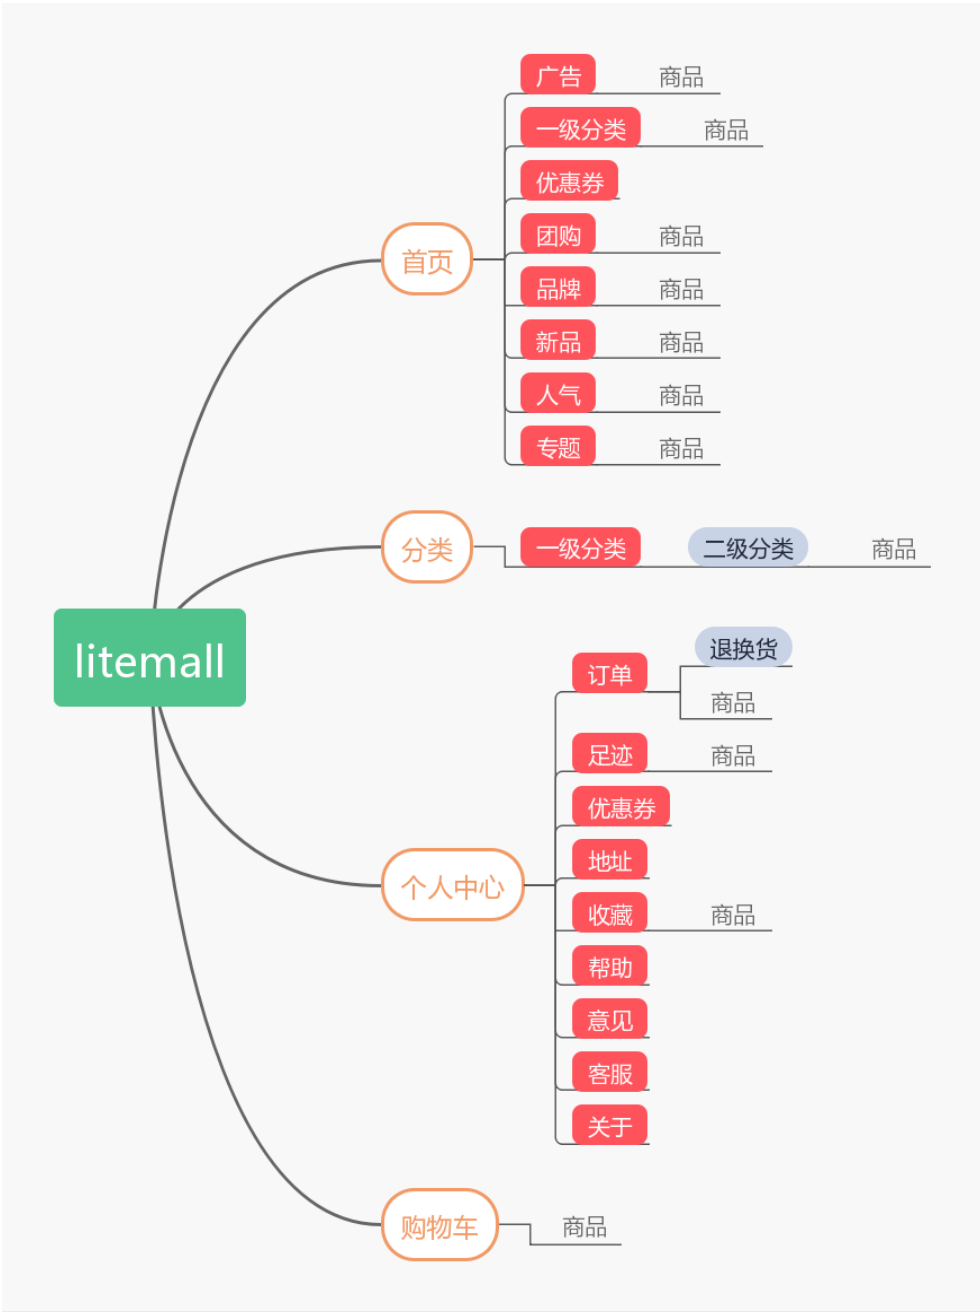 litemall
首页
广告
商品
一级分类
商品
优惠券
团购
商品
品牌
商品
新品
商品
人气
商品
专题
商品
分类
一级分类
二级分类
商品
个人中心
订单
退换货
商品
足迹
商品
优惠券
地址
收藏
商品
帮助
意见
客服
关于
购物车
商品